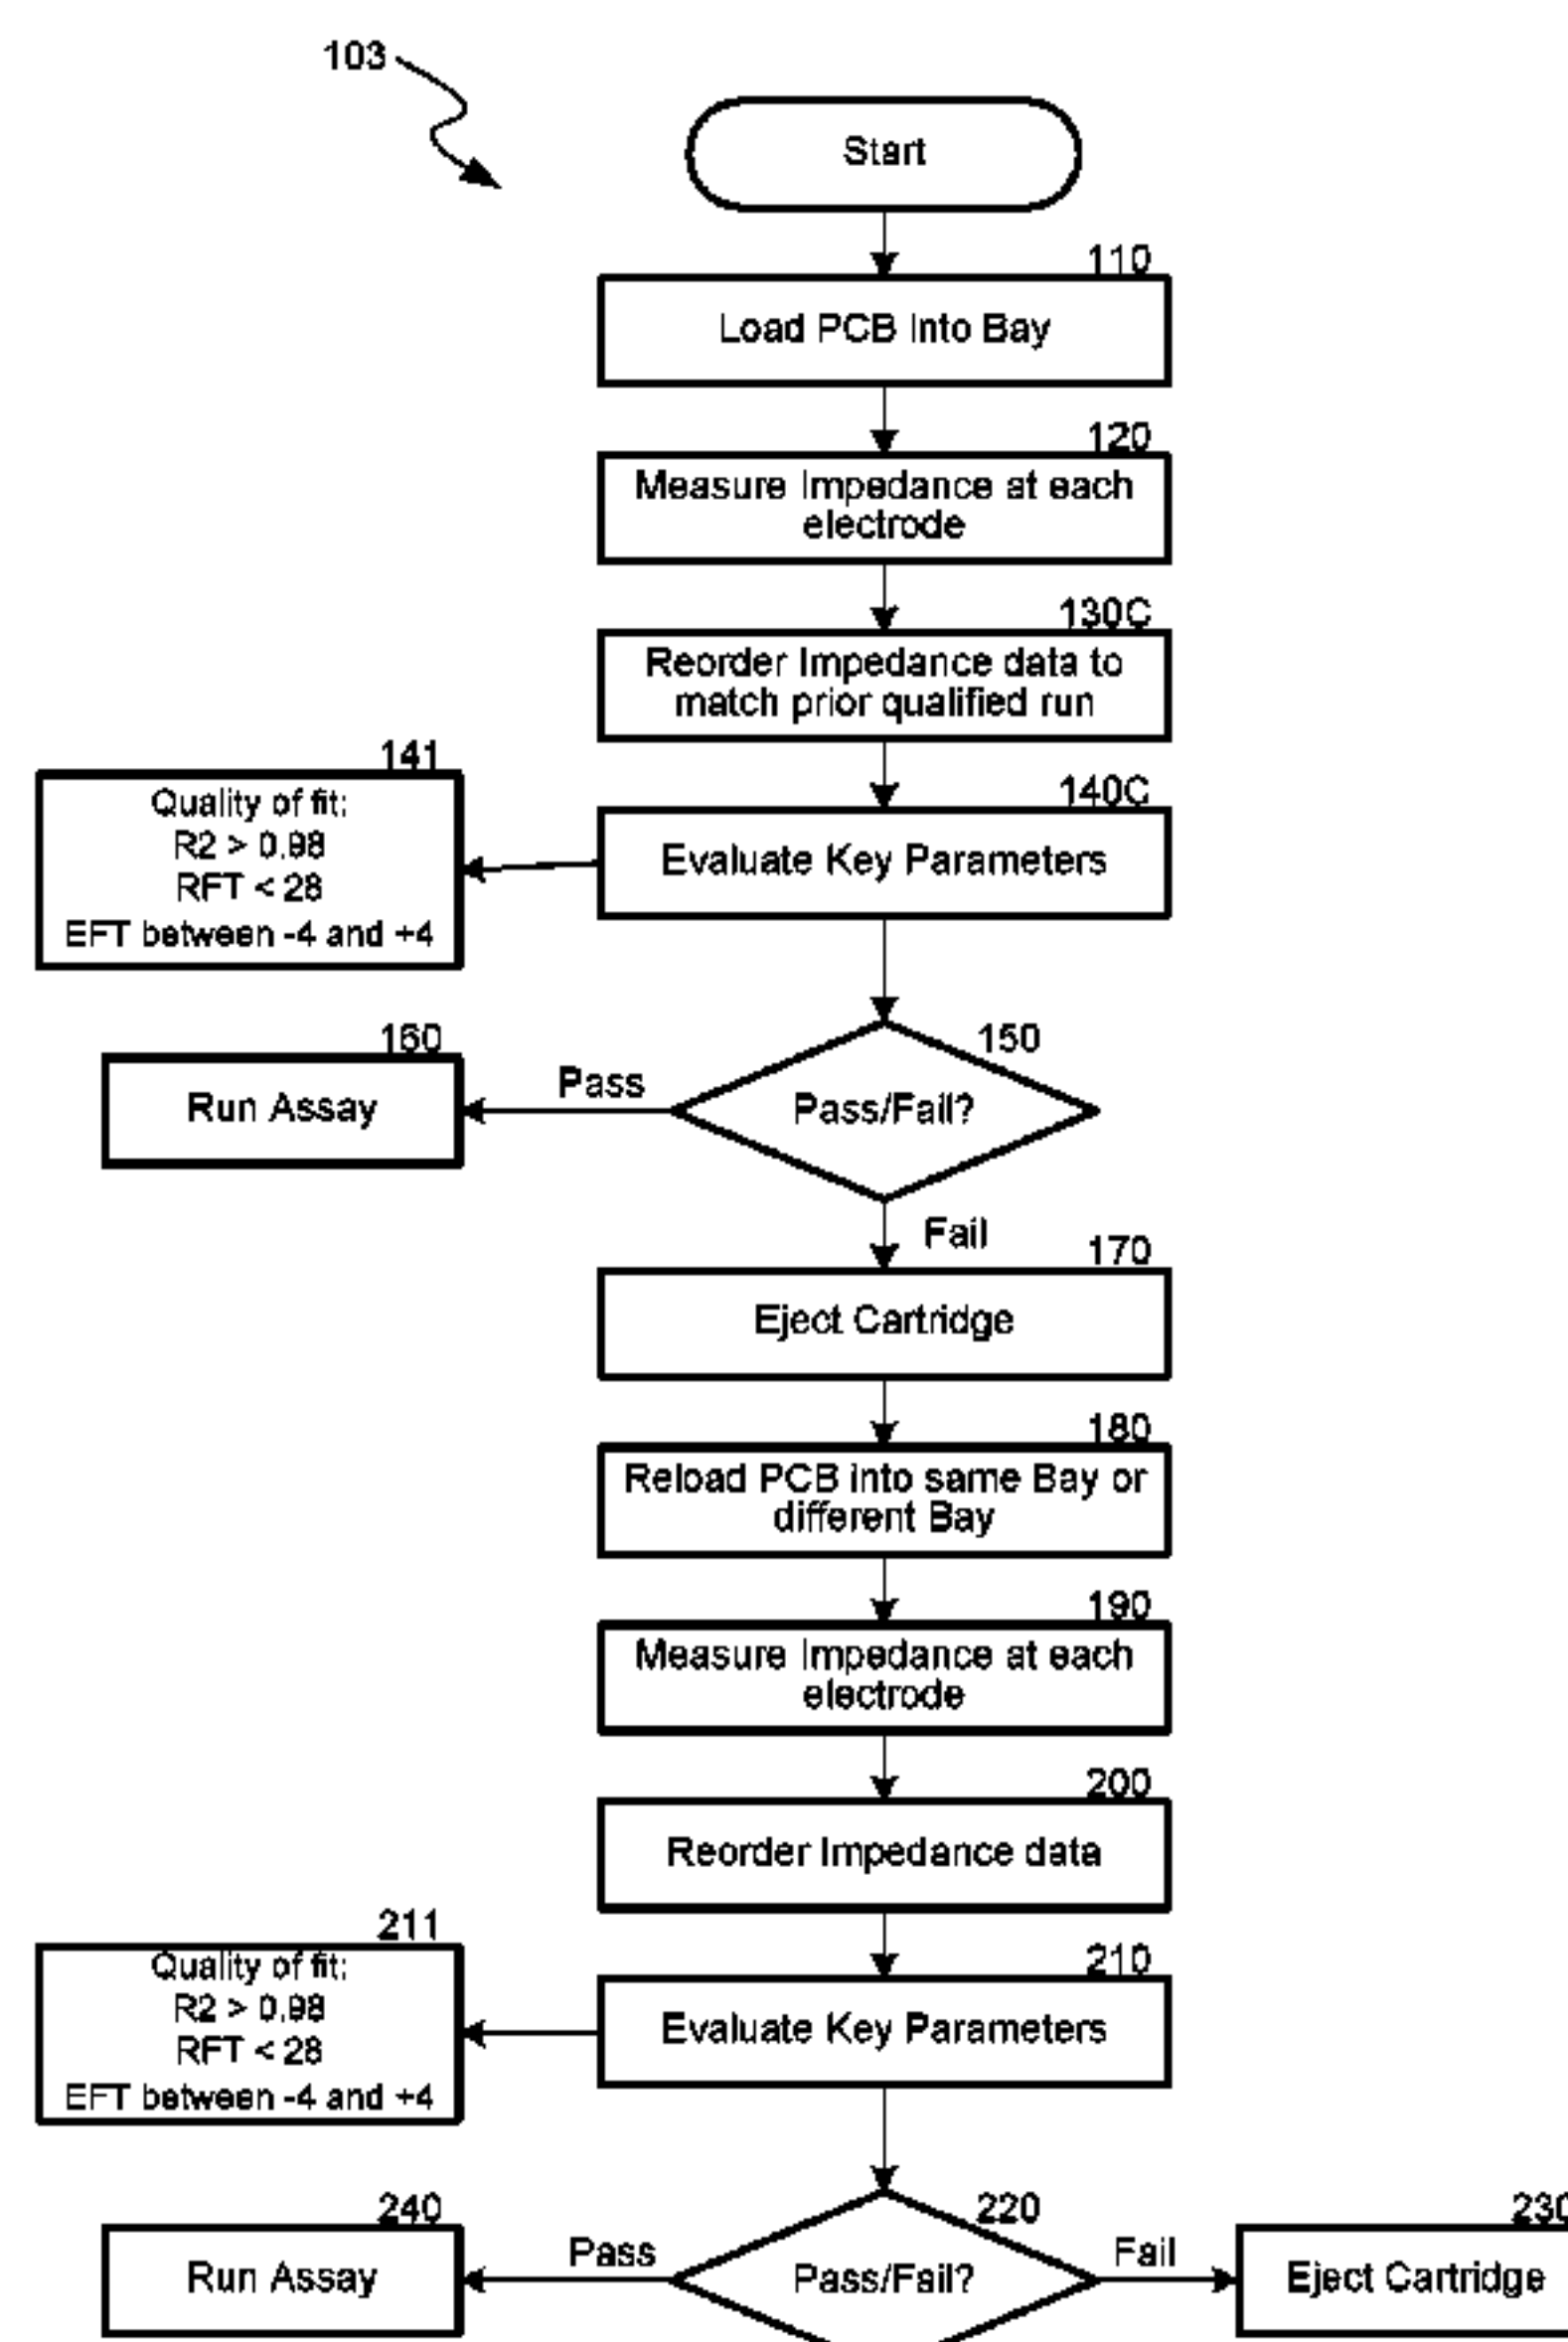 103
Start
110
Load PCB Into Bay
120
Measure Impedance at each
electrode
130C
Reorder Impedance data to
match prior qualified run
141
Quality of fit:
R2 > 0.98
RFT < 28
EFT between -4 and +4
140C
Evaluate Key Parameters
160
Run Assay
Pass
150
Pass/Fail?
Fail
170
Eject Cartridge
180
Reload PCB into same Bay or
different Bay
190
Measure Impedance at each
electrode
200
Reorder Impedance data
211
Quality of fit:
R2 > 0.98
RFT < 28
EFT between -4 and +4
210
Evaluate Key Parameters
240
Run Assay
Pass
220
Pass/Fail?
Fail
230
Eject Cartridge